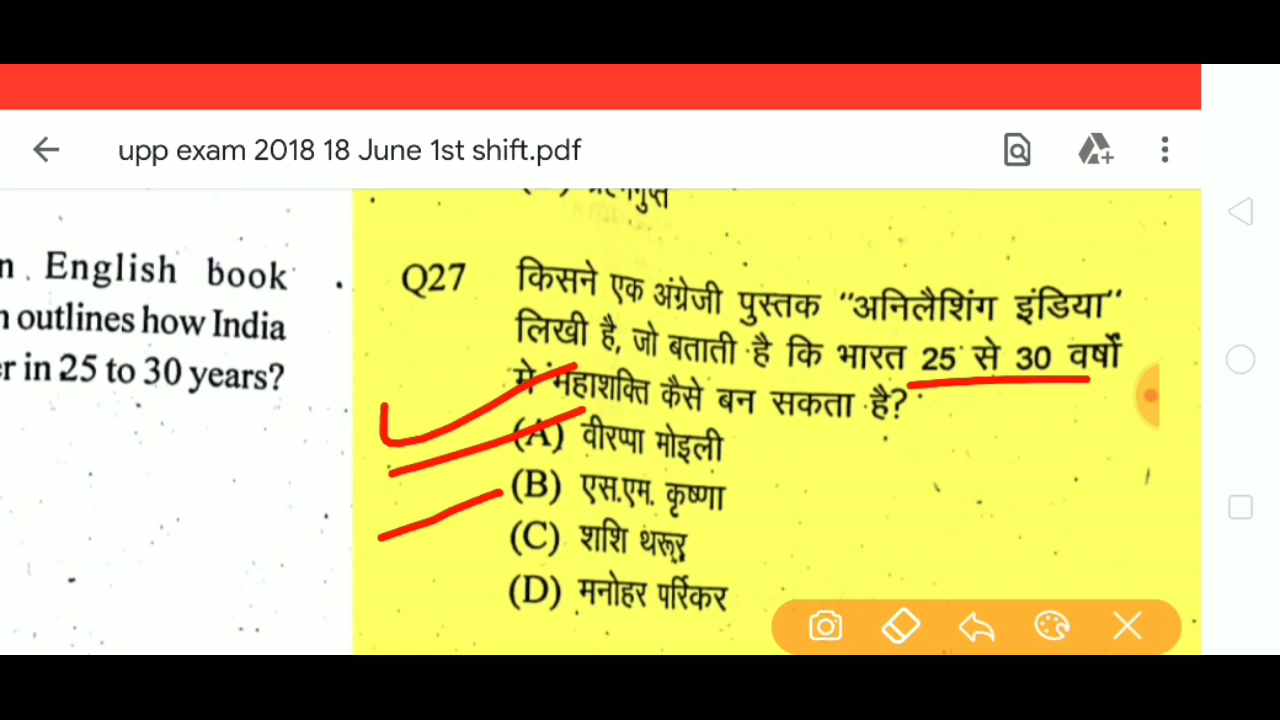 upp exam 2018 18 June 1st shift.pdf
English book
outlines how India
in 25 to 30 years?
Q27 किसने एक अंग्रेजी पुस्तक "अनिलैशिंग इंडिया"
लिखी है, जो बताती है कि भारत 25 से 30 वर्षों
मे महाशक्ति कैसे बन सकता है?
(A) वीरप्पा मोइली
(B) एस.एम. कृष्णा
(C) शशि थरूर
(D) मनोहर पर्रिकर